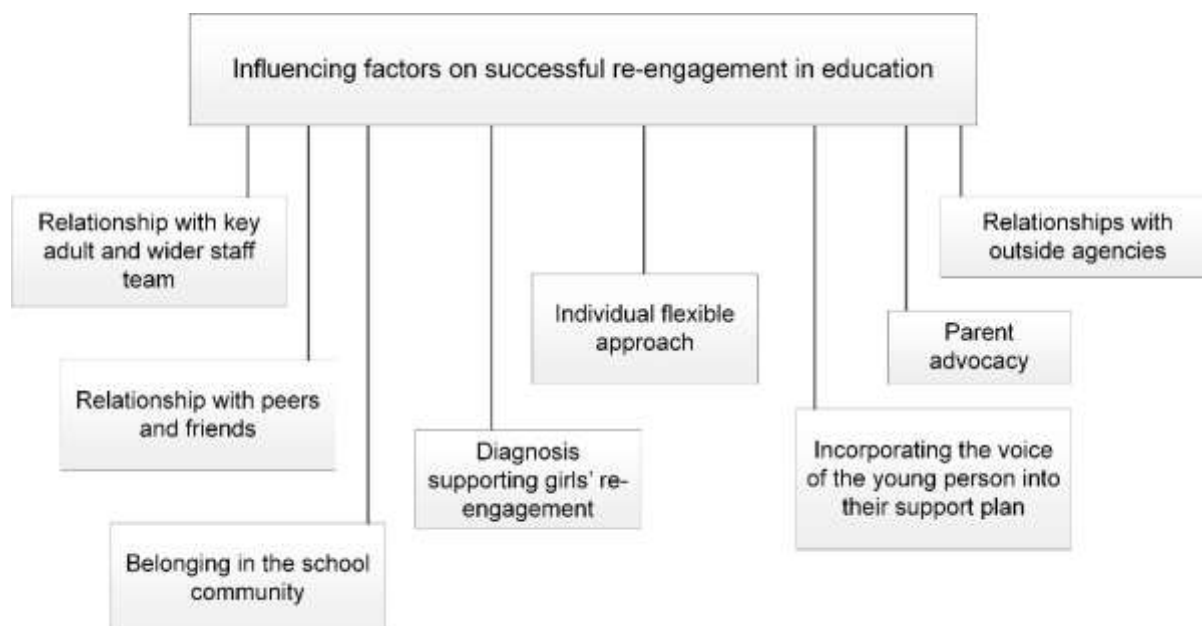 Influencing factors on successful re-engagement in education
Relationship with key
adult and wider staff
team
Relationships with
outside agencies
Individual flexible
approach
Parent
advocacy
Relationship with peers
and friends
Diagnosis
supporting girls’ re-
engagement
Incorporating the voice
of the young person into
their support plan
Belonging in the school
community